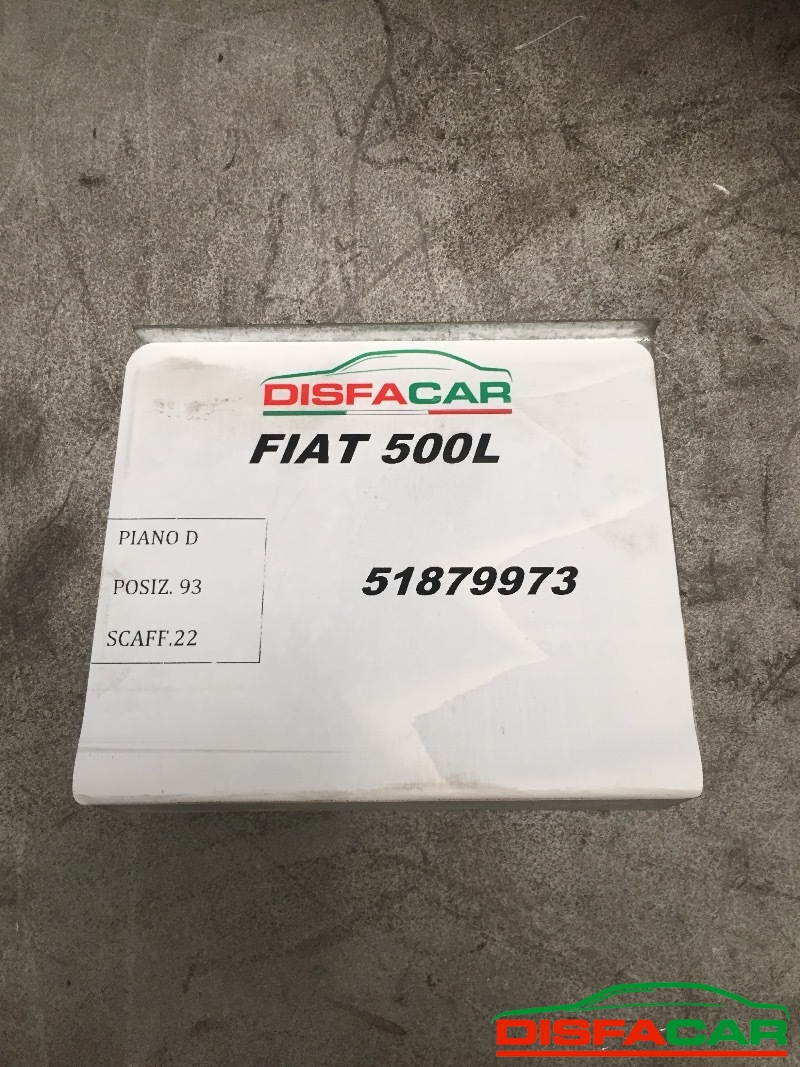 DISFACAR
FIAT 500L
PIANO D
POSIZ. 93
SCAFF.22
51879973
DISFACAR